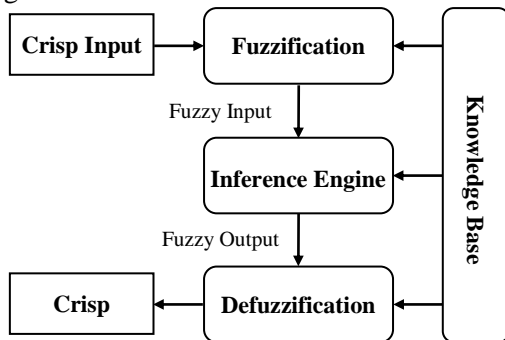 Crisp Input
Fuzzification
Fuzzy Input
Knowledge Base
Inference Engine
Fuzzy Output
Crisp
Defuzzification